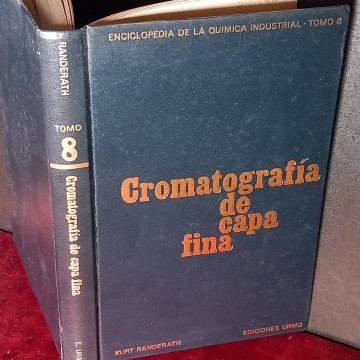 ENCICLOPEDIA DE LA QUIMICA INDUSTRIAL · TOMO 8
Cromatografía
de
capa
fina
KURT RANDERATH
EDICIONES URMO
RANDERATH
TOMO
8
Cromatografía de capa fina